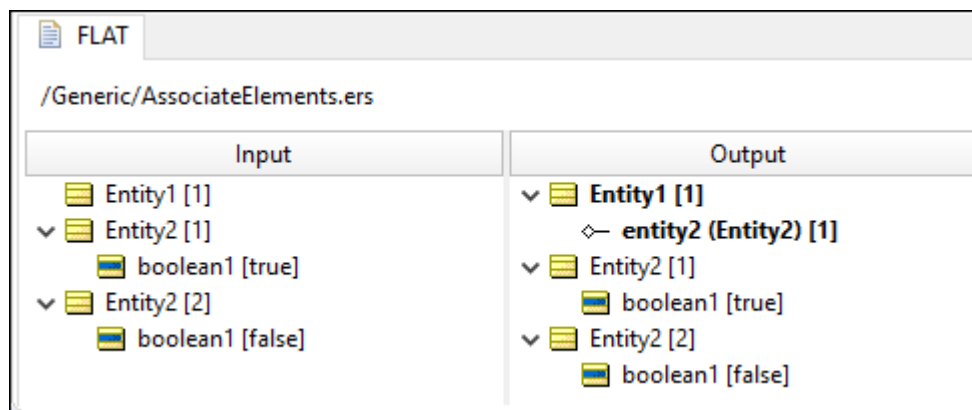 FLAT
/Generic/AssociateElements.ers
Input
Entity1 [1]
Entity2 [1]
boolean1 [true]
Entity2 [2]
boolean1 [false]
Output
Entity1 [1]
entity2 (Entity2) [1]
Entity2 [1]
boolean1 [true]
Entity2 [2]
boolean1 [false]